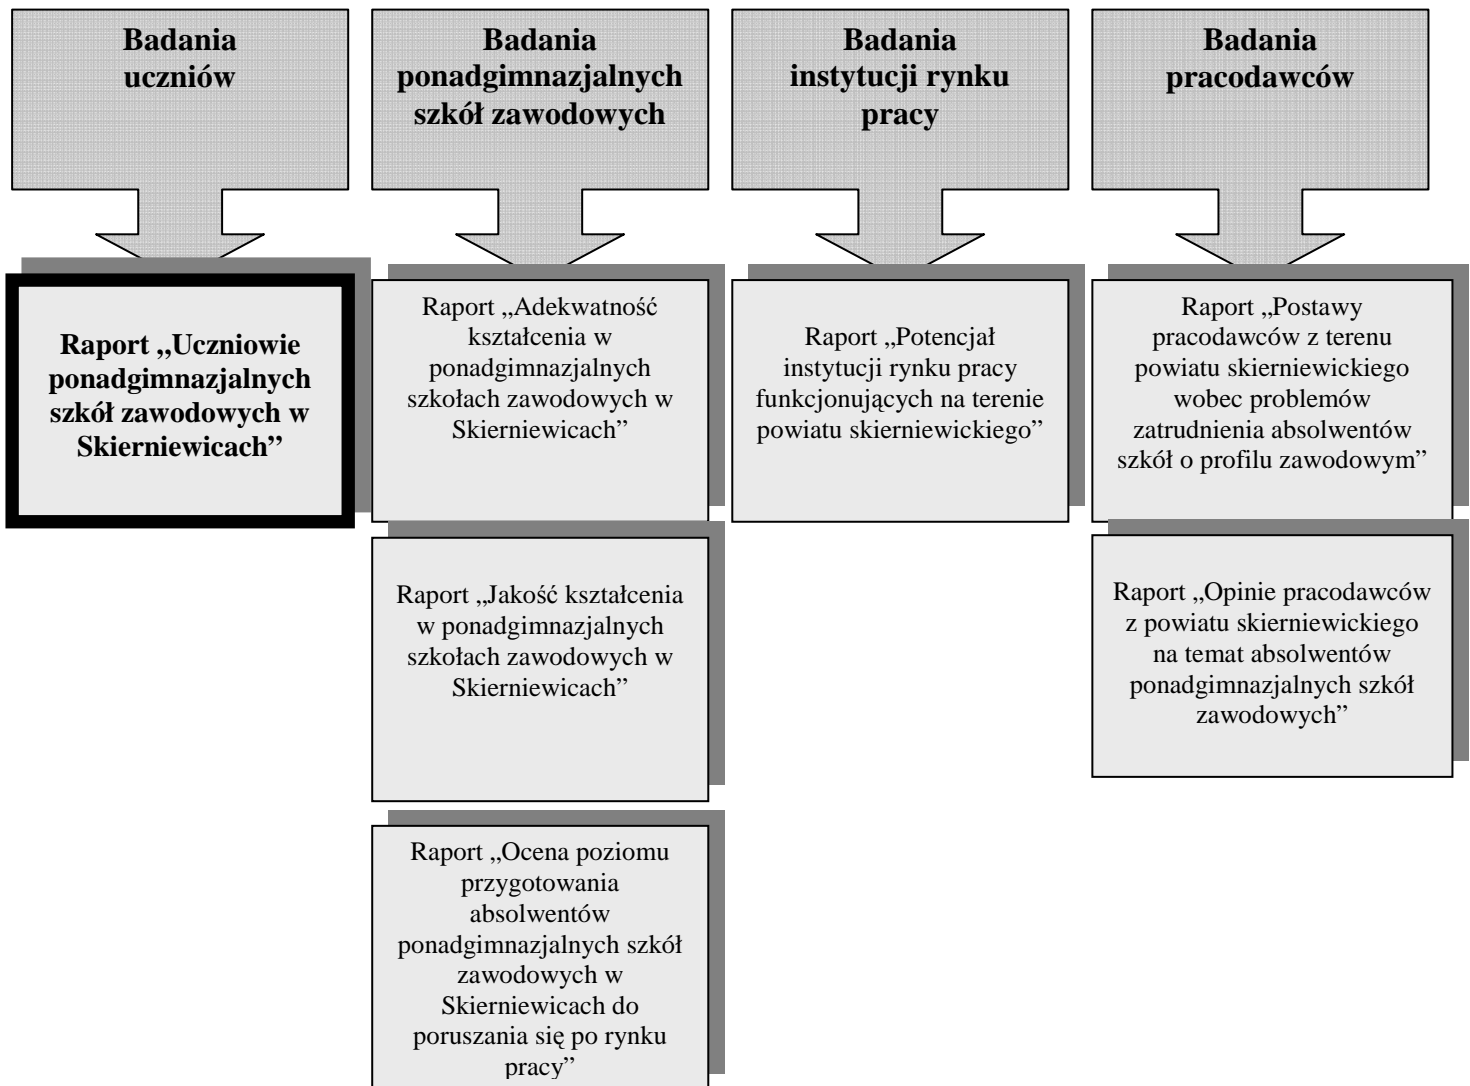 Badania
uczniów
Badania
ponadgimnazjalnych
szkół zawodowych
Badania
instytucji rynku
pracy
Badania
pracodawców
Raport „Uczniowie
ponadgimnazjalnych
szkół zawodowych w
Skierniewicach”
Raport „Adekwatność
kształcenia w
ponadgimnazjalnych
szkołach zawodowych w
Skierniewicach”
Raport „Jakość kształcenia
w ponadgimnazjalnych
szkołach zawodowych w
Skierniewicach”
Raport „Ocena poziomu
przygotowania
absolwentów
ponadgimnazjalnych szkół
zawodowych w
Skierniewicach do
poruszania się po rynku
pracy”
Raport „Potencjał
instytucji rynku pracy
funkcjonujących na terenie
powiatu skierniewickiego”
Raport „Postawy
pracodawców z terenu
powiatu skierniewickiego
wobec problemów
zatrudnienia absolwentów
szkół o profilu zawodowym”
Raport „Opinie pracodawców
z powiatu skierniewickiego
na temat absolwentów
ponadgimnazjalnych szkół
zawodowych”